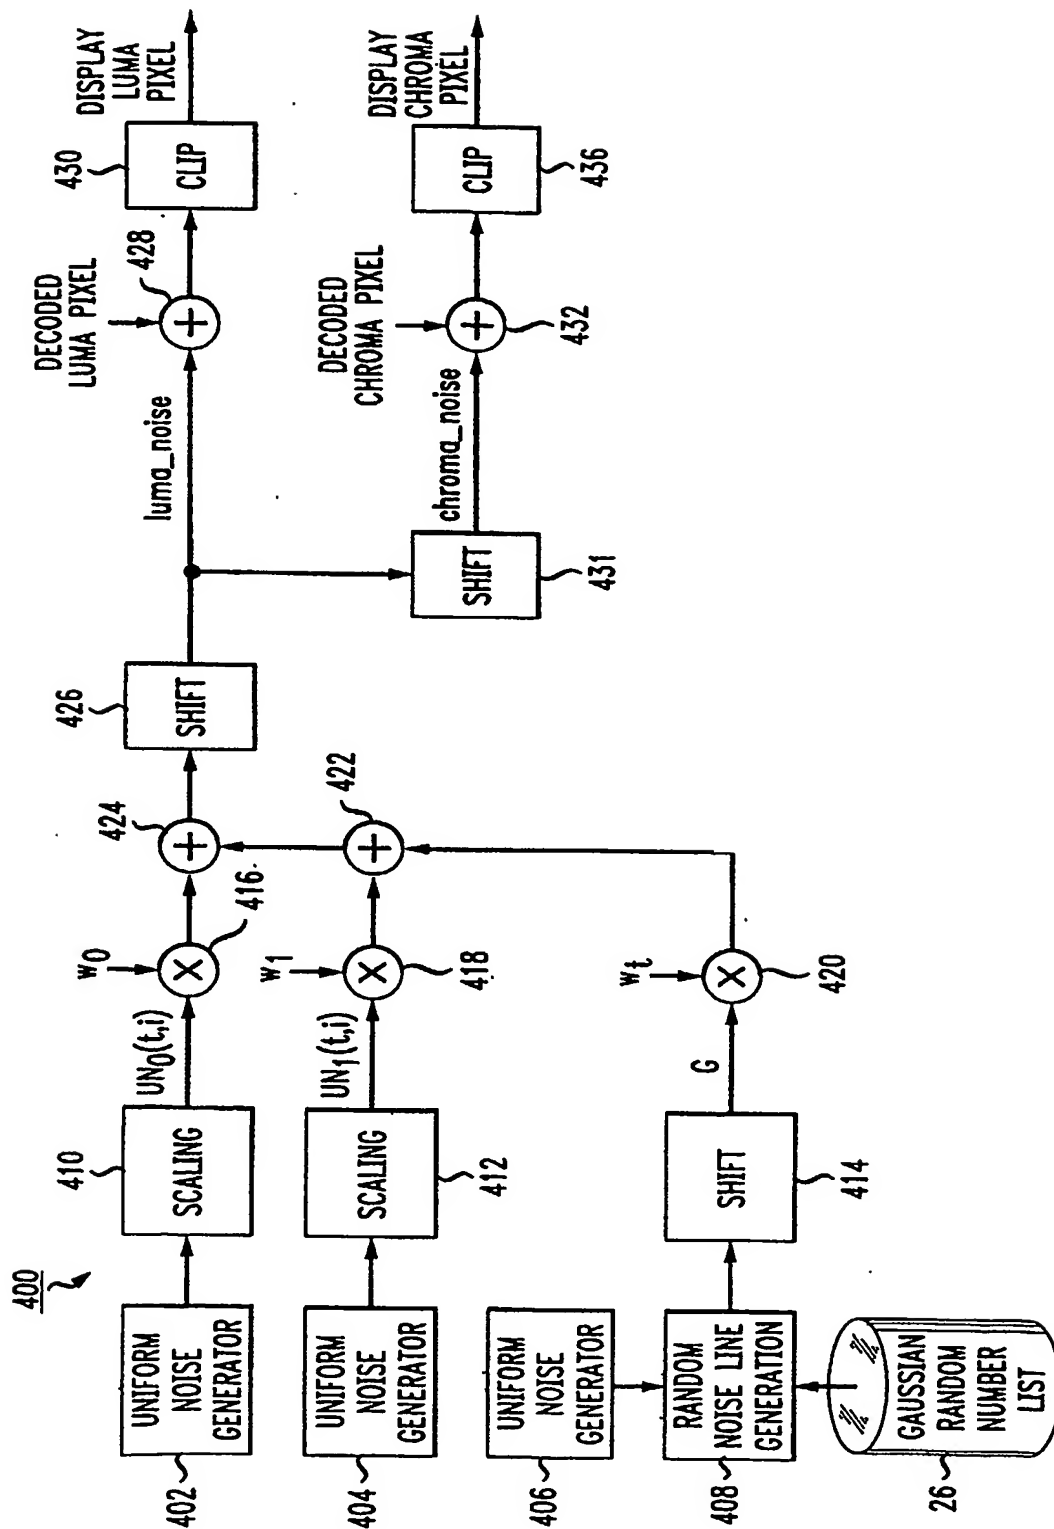 400
402
UNIFORM
NOISE
GENERATOR
410
SCALING
UN0(t,i)
w0
416
424
426
SHIFT
luma_noise
DECODED
LUMA PIXEL
428
430
CLIP
DISPLAY
LUMA
PIXEL
404
UNIFORM
NOISE
GENERATOR
412
SCALING
UN1(t,i)
w1
418
422
431
SHIFT
chroma_noise
DECODED
CHROMA PIXEL
432
436
CLIP
DISPLAY
CHROMA
PIXEL
406
UNIFORM
NOISE
GENERATOR
408
RANDOM
NOISE LINE
GENERATION
414
SHIFT
G
wt
420
26
GAUSSIAN
RANDOM
NUMBER
LIST